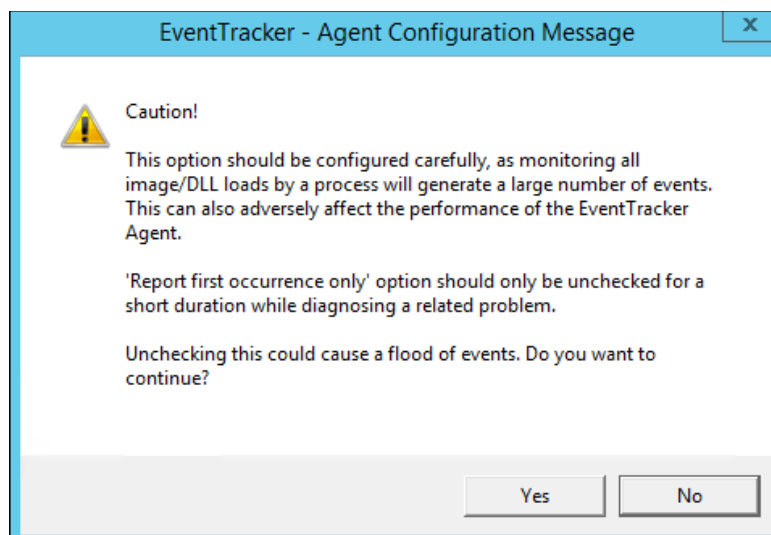 EventTracker - Agent Configuration Message
x
Caution!
This option should be configured carefully, as monitoring all
image/DLL loads by a process will generate a large number of events.
This can also adversely affect the performance of the EventTracker
Agent.
'Report first occurrence only' option should only be unchecked for a
short duration while diagnosing a related problem.
Unchecking this could cause a flood of events. Do you want to
continue?
Yes
No